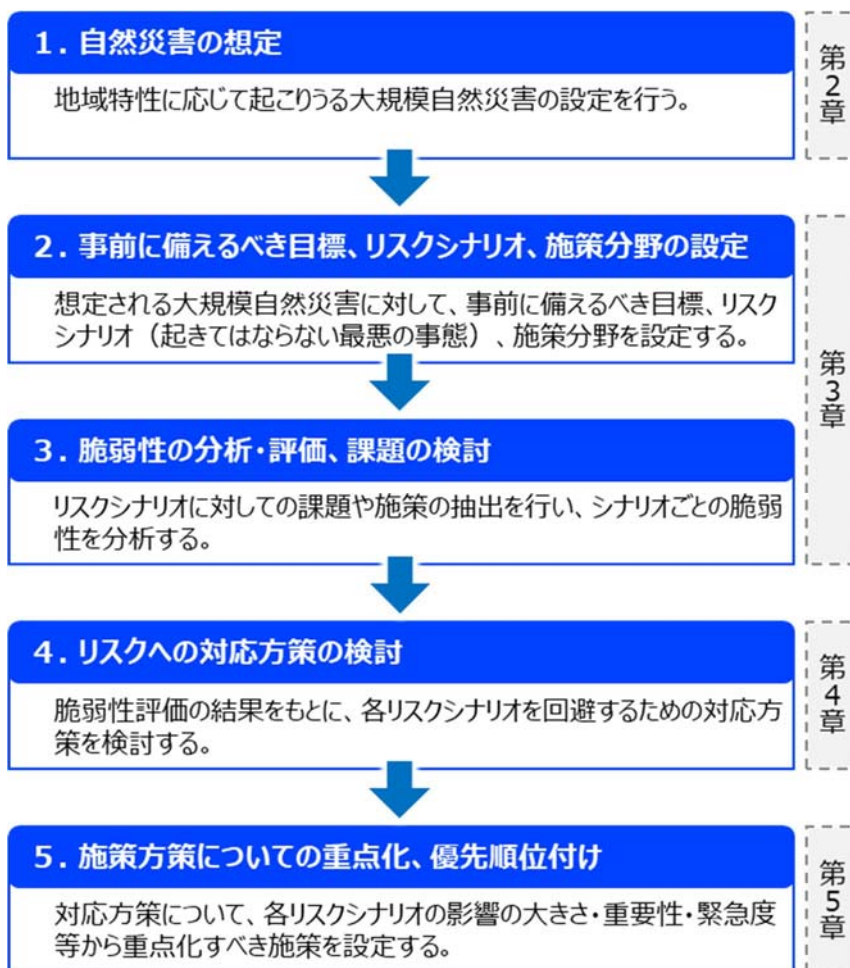 1．自然災害の想定
地域特性に応じて起こりうる大規模自然災害の設定を行う。
第2章
2．事前に備えるべき目標、リスクシナリオ、施策分野の設定
想定される大規模自然災害に対して、事前に備えるべき目標、リスク
シナリオ（起きてはならない最悪の事態）、施策分野を設定する。
第3章
3．脆弱性の分析・評価、課題の検討
リスクシナリオに対しての課題や施策の抽出を行い、シナリオごとの脆弱
性を分析する。
4．リスクへの対応方策の検討
脆弱性評価の結果をもとに、各リスクシナリオを回避するための対応方
策を検討する。
第4章
5．施策方策についての重点化、優先順位付け
対応方策について、各リスクシナリオの影響の大きさ・重要性・緊急度
等から重点化すべき施策を設定する。
第5章